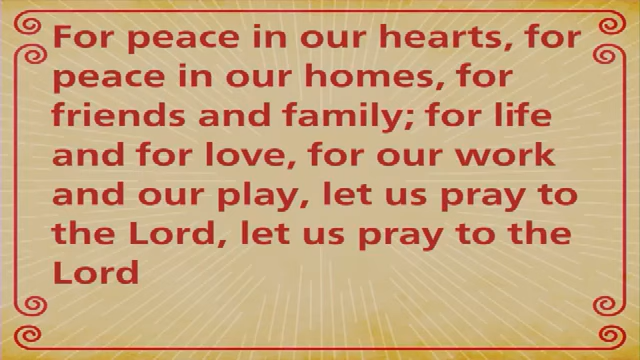 For peace in our hearts, for
peace in our homes, for
friends and family; for life
and for love, for our work
and our play, let us pray to
the Lord, let us pray to the
Lord